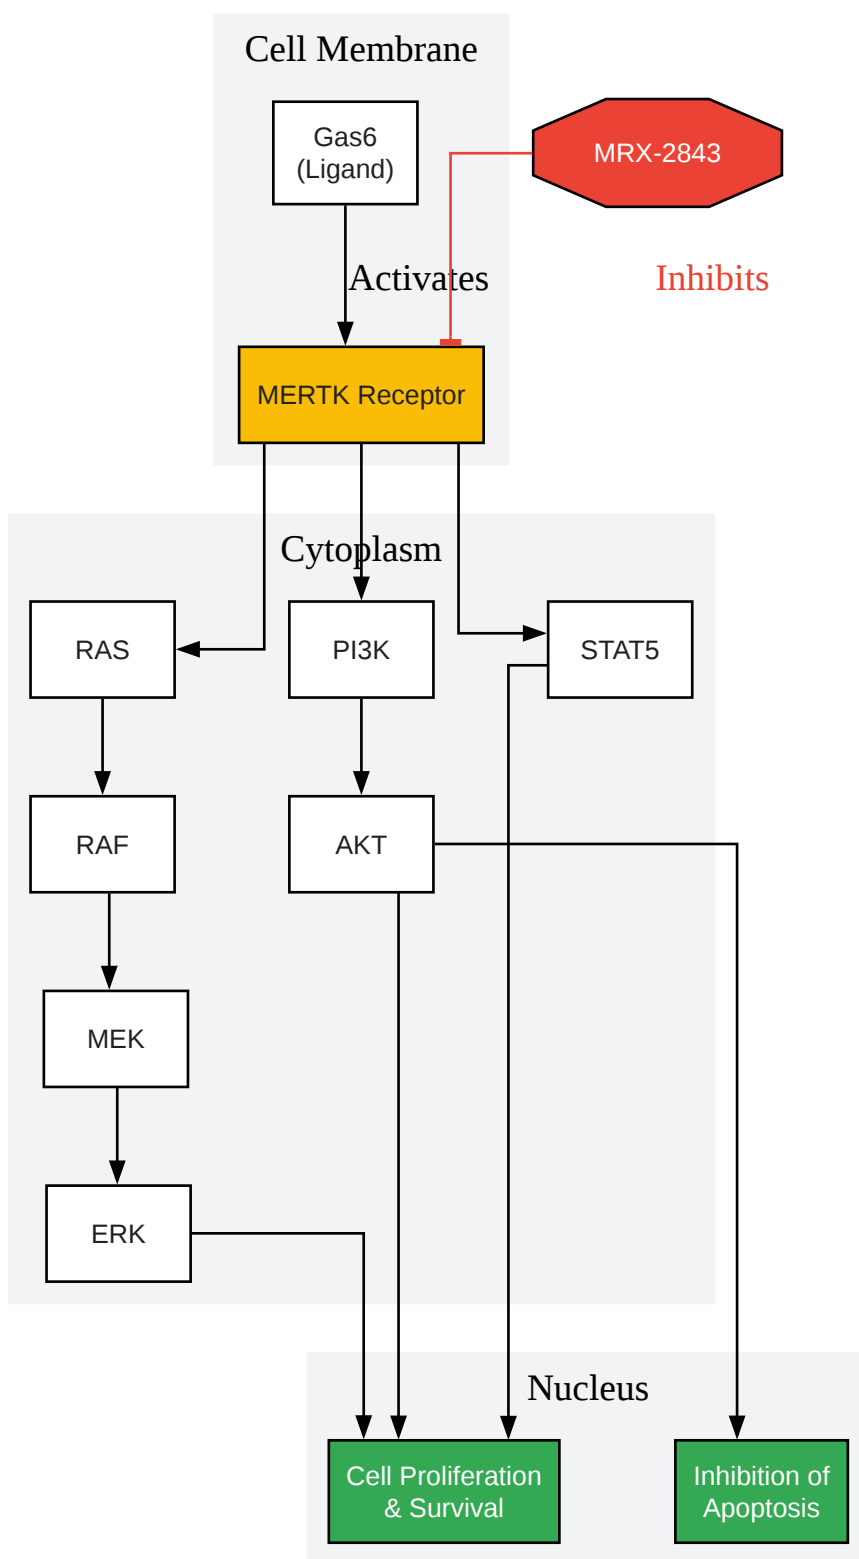 Cell Membrane
Gas6
(Ligand)
MRX-2843
Activates
Inhibits
MERTK Receptor
Cytoplasm
RAS
PI3K
STAT5
RAF
AKT
MEK
ERK
Nucleus
Cell Proliferation
& Survival
Inhibition of
Apoptosis